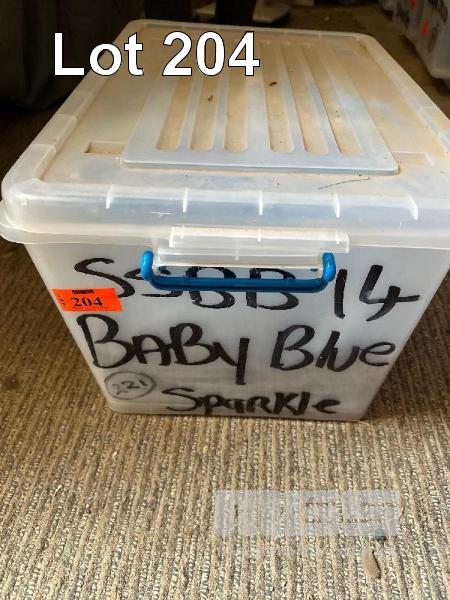 Lot 204
SSBB 14
204
BABY Blue
221
Sparkle